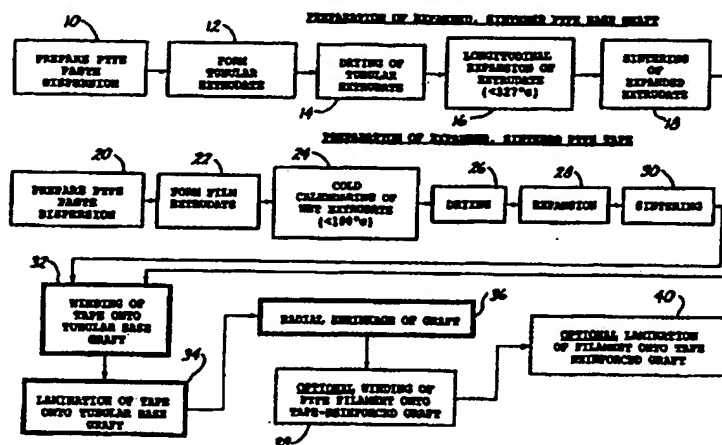 PREPARATION OF EXPANDED, SINTERED PTFE BASE GRAFT
10
PREPARE PTFE
PASTE
DISPERSION
12
FORM
TUBULAR
EXTRUDATE
DRYING OF
TUBULAR
EXTRUDATE
14
LONGITUDINAL
EXPANSION OF
EXTRUDATE
(<327°C)
16
SINTERING
OF
EXPANDED
EXTRUDATE
18
PREPARATION OF EXPANDED, SINTERED PTFE TAPE
20
PREPARE PTFE
PASTE
DISPERSION
22
FORM FILM
EXTRUDATE
24
COLD
CALENDARING OF
WET EXTRUDATE
26
DRYING
28
EXPANSION
30
SINTERING
32
WINDING OF
TAPE ONTO
TUBULAR BASE
GRAFT
34
LAMINATION OF TAPE
ONTO TUBULAR BASE
GRAFT
36
RADIAL SHRINKAGE OF GRAFT
OPTIONAL WINDING OF
PTFE FILAMENT ONTO
TAPE-REINFORCED GRAFT
40
OPTIONAL LAMINATION
OF FILAMENT ONTO TAPE
REINFORCED GRAFT